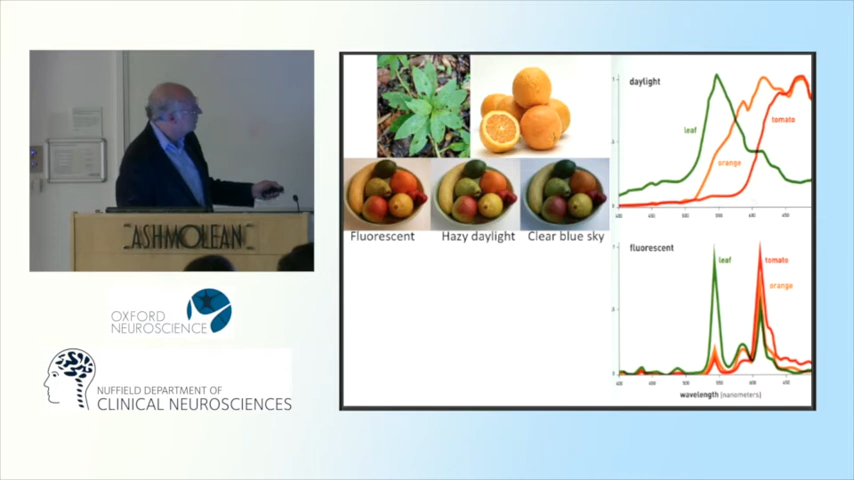 ASHMOLEAN
OXFORD
NEUROSCIENCE
NUFFIELD DEPARTMENT OF
CLINICAL NEUROSCIENCES
Fluorescent
Hazy daylight
Clear blue sky
daylight
leaf
orange
tomato
fluorescent
leaf
tomato
orange
wavelength (nanometers)